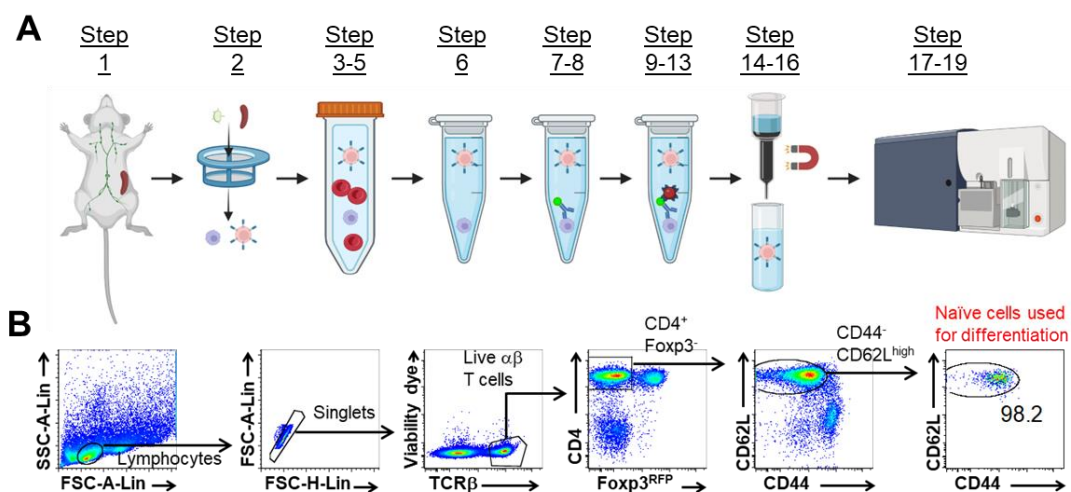 A
Step
1
Step
2
Step
3-5
Step
6
Step
7-8
Step
9-13
Step
14-16
Step
17-19
B
SSC-A-Lin
FSC-A-Lin
Lymphocytes
FSC-A-Lin
FSC-H-Lin
Singlets
Viability dye
TCRβ
Live αβ
T cells
CD4
Foxp3RFP
CD4+
Foxp3-
CD62L
CD44
CD44-
CD62Lhigh
Naïve cells used
for differentiation
CD62L
98.2
CD44